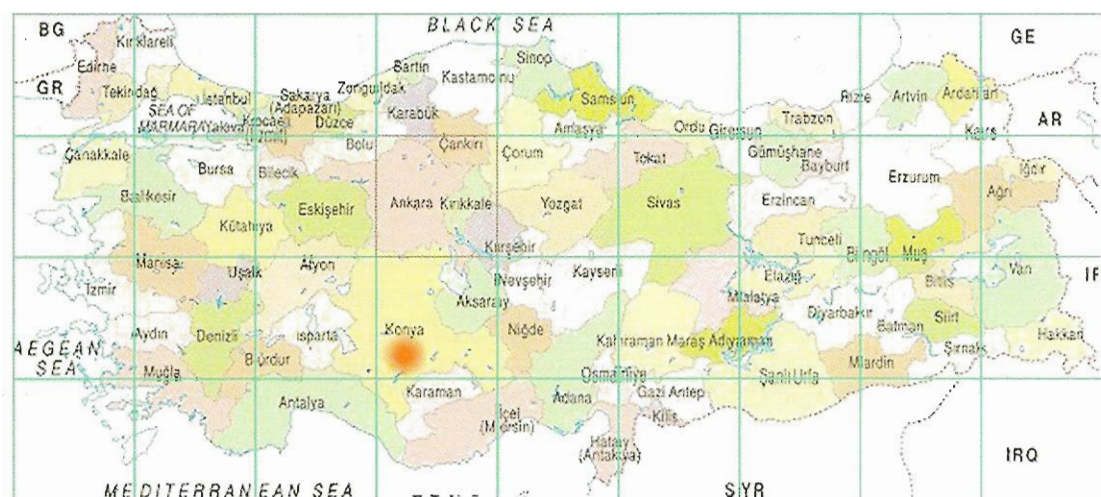 BG
BLACK SEA
GE
Kırklareli
Edirne
GR
Tekirdağ
İstanbul
SEA OF
MARMARA
Yalova
Kocaeli
(İzmit)
Sakarya
(Adapazarı)
Düzce
Zonguldak
Bartın
Karabük
Kastamonu
Sinop
Samsun
Amasya
Ordu
Giresun
Trabzon
Rize
Artvin
Ardahan
Kars
AR
Çanakkale
Bursa
Bilecik
Bolu
Çankırı
Çorum
Tokat
Gümüşhane
Bayburt
Erzurum
Iğdır
Ağrı
Balıkesir
Kütahya
Eskişehir
Ankara
Kırıkkale
Yozgat
Sivas
Erzincan
Tunceli
Bingöl
Muş
Manisa
Uşak
Afyon
Kırşehir
Nevşehir
Kayseri
Malatya
Elazığ
Bitlis
Van
İzmir
Aksaray
IF
Aydın
Denizli
Isparta
Konya
Niğde
Kahraman Maraş
Adıyaman
Diyarbakır
Batman
Siirt
Şırnak
Hakkari
AEGEAN
SEA
Muğla
Burdur
Osmaniye
Şanlı Urfa
Mardin
Antalya
Karaman
İçel
(Mersin)
Adana
Gazi Antep
Kilis
Hatay
(Antakya)
IRQ
MEDITERRANEAN SEA
SYR